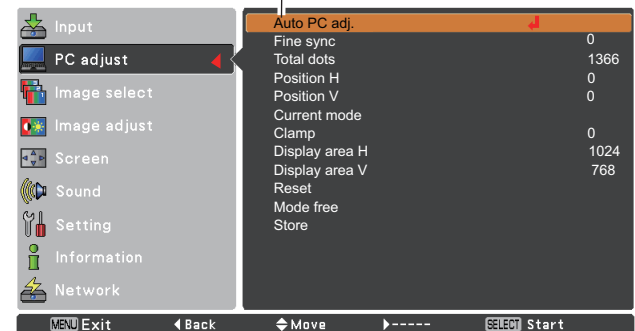 Input
PC adjust
Image select
Image adjust
Screen
Sound
Setting
Information
Network
Auto PC adj.
Fine sync 0
Total dots 1366
Position H 0
Position V 0
Current mode
Clamp 0
Display area H 1024
Display area V 768
Reset
Mode free
Store
MENU Exit Back Move ----- SELECT Start